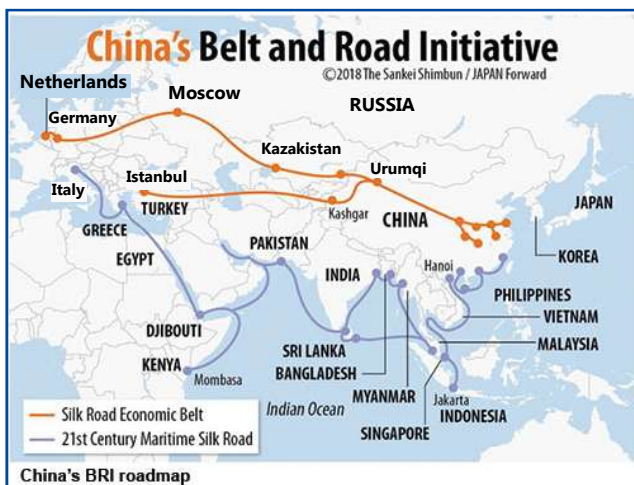 China's Belt and Road Initiative
©2018 The Sankei Shimbun / JAPAN Forward
Netherlands
Germany
Moscow
RUSSIA
Kazakistan
Urumqi
Istanbul
Italy
TURKEY
Kashgar
CHINA
JAPAN
GREECE
KOREA
EGYPT
PAKISTAN
INDIA
Hanoi
PHILIPPINES
VIETNAM
DJIBOUTI
MALAYSIA
KENYA
Mombasa
SRI LANKA
BANGLADESH
MYANMAR
Jakarta
INDONESIA
Indian Ocean
SINGAPORE
Silk Road Economic Belt
21st Century Maritime Silk Road
China's BRI roadmap